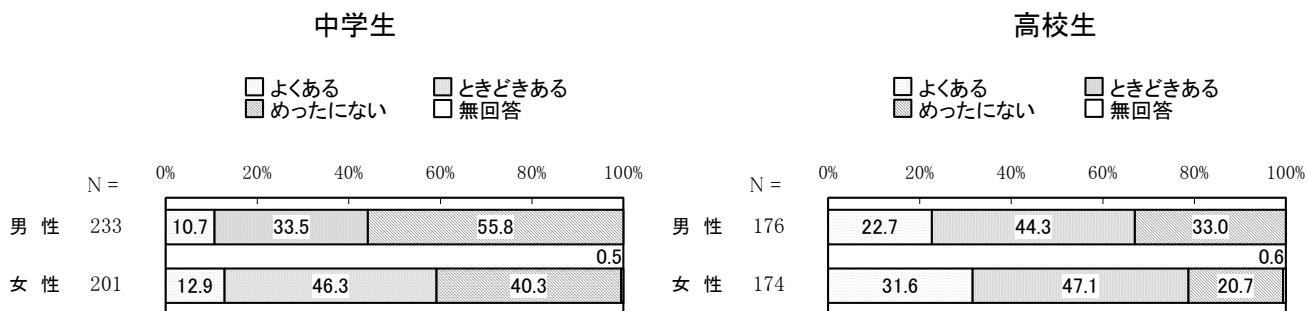 中学生
よくある ときどきある
めったにない 無回答
N = 0% 20% 40% 60% 80% 100%
男 性 233 10.7 33.5 55.8
0.5
女 性 201 12.9 46.3 40.3
高校生
よくある ときどきある
めったにない 無回答
N = 0% 20% 40% 60% 80% 100%
男 性 176 22.7 44.3 33.0
0.6
女 性 174 31.6 47.1 20.7